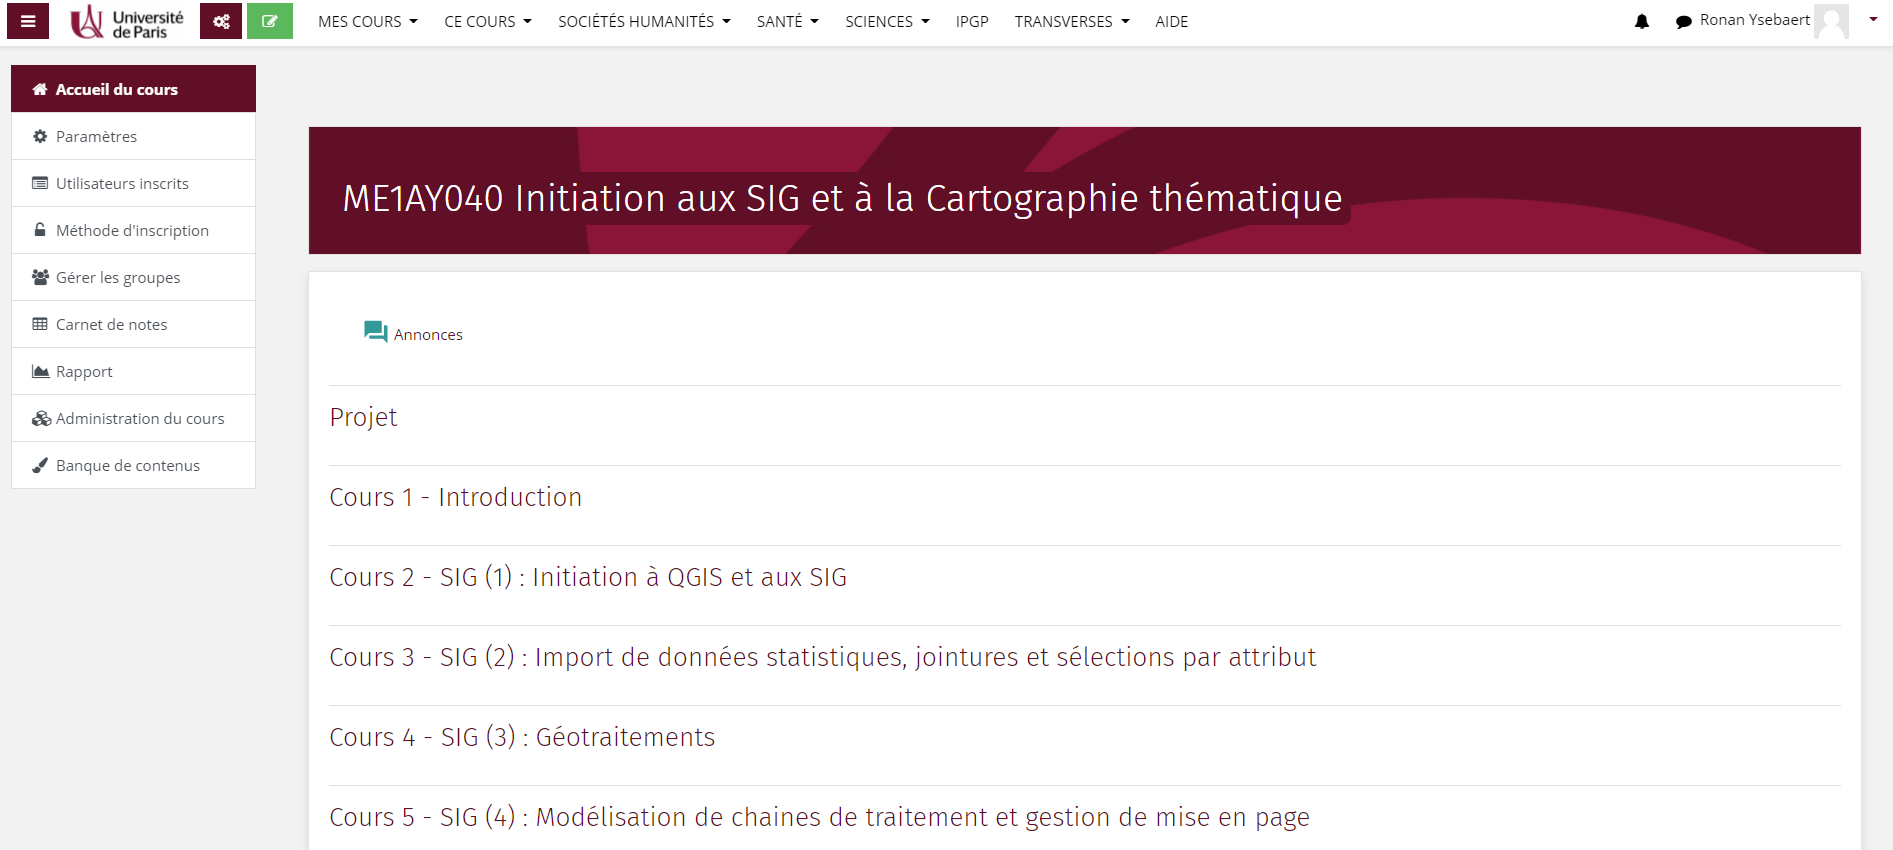 Université
de Paris
MES COURS
CE COURS
SOCIÉTÉS HUMANITÉS
SANTÉ
SCIENCES
IPGP
TRANSVERSES
AIDE
Ronan Ysebaert
Accueil du cours
Paramètres
Utilisateurs inscrits
Méthode d'inscription
Gérer les groupes
Carnet de notes
Rapport
Administration du cours
Banque de contenus
ME1AY040 Initiation aux SIG et à la Cartographie thématique
Annonces
Projet
Cours 1 - Introduction
Cours 2 - SIG (1) : Initiation à QGIS et aux SIG
Cours 3 - SIG (2) : Import de données statistiques, jointures et sélections par attribut
Cours 4 - SIG (3) : Géotraitements
Cours 5 - SIG (4) : Modélisation de chaines de traitement et gestion de mise en page